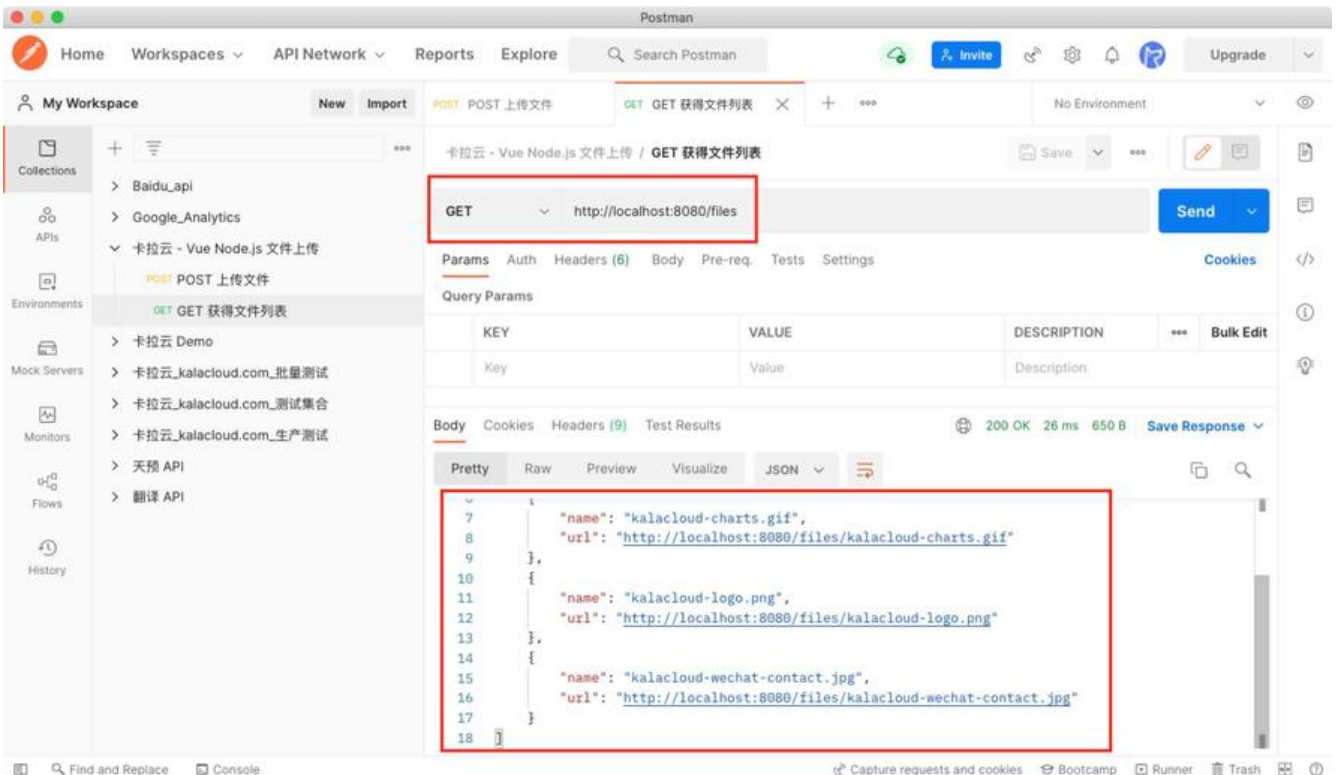 Postman
Home Workspaces API Network Reports Explore Search Postman Invite Upgrade
My Workspace New Import
POST POST 上传文件 GET GET 获得文件列表 No Environment
Collections
APIs
Environments
Mock Servers
Monitors
Flows
History
Baidu_api
Google_Analytics
卡拉云 - Vue Node.js 文件上传
POST POST 上传文件
GET GET 获得文件列表
卡拉云 Demo
卡拉云_kalacloud.com_批量测试
卡拉云_kalacloud.com_测试集合
卡拉云_kalacloud.com_生产测试
天预 API
翻译 API
卡拉云 - Vue Node.js 文件上传 / GET 获得文件列表 Save
GET http://localhost:8080/files Send
Params Auth Headers (6) Body Pre-req. Tests Settings Cookies
Query Params
KEY VALUE DESCRIPTION Bulk Edit
Key Value Description
Body Cookies Headers (9) Test Results 200 OK 26 ms 650 B Save Response
Pretty Raw Preview Visualize JSON
7 "name": "kalacloud-charts.gif",
8 "url": "http://localhost:8080/files/kalacloud-charts.gif"
9 },
10 {
11 "name": "kalacloud-logo.png",
12 "url": "http://localhost:8080/files/kalacloud-logo.png"
13 },
14 {
15 "name": "kalacloud-wechat-contact.jpg",
16 "url": "http://localhost:8080/files/kalacloud-wechat-contact.jpg"
17 }
18 ]
Find and Replace Console Capture requests and cookies Bootcamp Runner Trash